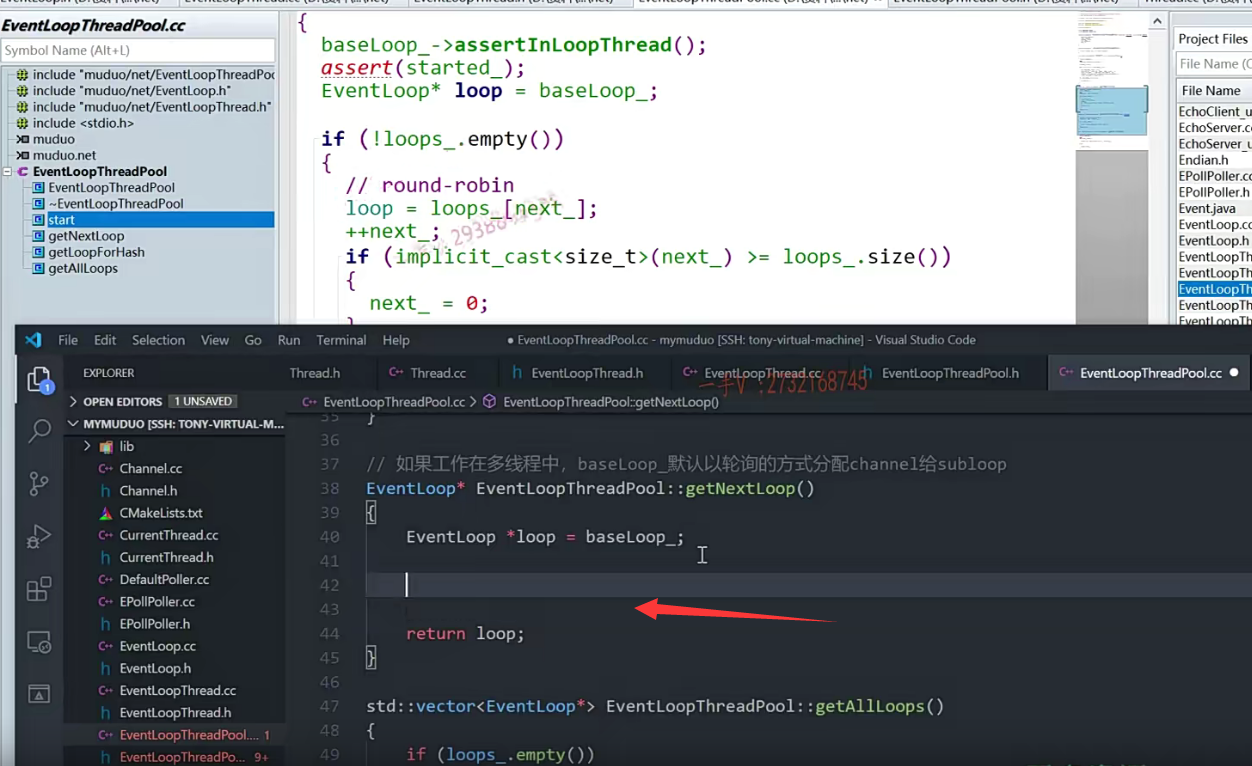 EventLoopThreadPool.cc
Symbol Name (Alt+L)
include "muduo/net/EventLoopThreadPoo
include "muduo/net/EventLoop.h"
include "muduo/net/EventLoopThread.h"
include <stdio.h>
muduo
muduo.net
EventLoopThreadPool
EventLoopThreadPool
~EventLoopThreadPool
start
getNextLoop
getLoopForHash
getAllLoops
{
baseLoop_->assertInLoopThread();
assert(started_);
EventLoop* loop = baseLoop_;
if (!loops_.empty())
{
// round-robin
loop = loops_[next_];
++next_;
if (implicit_cast<size_t>(next_) >= loops_.size())
{
next_ = 0;
Project Files
File Name (C
File Name
EchoClient_u
EchoServer.c
EchoServer_u
Endian.h
EPollPoller.cc
EPollPoller.h
Event.java
EventLoop.cc
EventLoop.h
EventLoopTh
EventLoopTh
EventLoopTh
EventLoopTh
EventLoopTh
File Edit Selection View Go Run Terminal Help
● EventLoopThreadPool.cc - mymuduo [SSH: tony-virtual-machine] - Visual Studio Code
1
EXPLORER
OPEN EDITORS 1 UNSAVED
MYMUDUO [SSH: TONY-VIRTUAL-M...
lib
Channel.cc
Channel.h
CMakeLists.txt
CurrentThread.cc
CurrentThread.h
DefaultPoller.cc
EPollPoller.cc
EPollPoller.h
EventLoop.cc
EventLoop.h
EventLoopThread.cc
EventLoopThread.h
EventLoopThreadPool.... 1
EventLoopThreadPo... 9+
Thread.h
Thread.cc
EventLoopThread.h
EventLoopThread.cc
EventLoopThreadPool.h
EventLoopThreadPool.cc ●
EventLoopThreadPool.cc > EventLoopThreadPool::getNextLoop()
35 }
36
37 // 如果工作在多线程中，baseLoop_默认以轮询的方式分配channel给subloop
38 EventLoop* EventLoopThreadPool::getNextLoop()
39 {
40 EventLoop *loop = baseLoop_;
41
42
43
44 return loop;
45 }
46
47 std::vector<EventLoop*> EventLoopThreadPool::getAllLoops()
48 {
49 if (loops_.empty())
一手V :2732168745